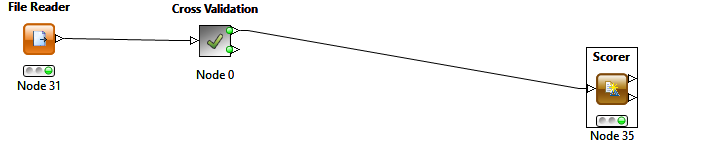 File Reader
Cross Validation
Scorer
Node 31
Node 0
Node 35